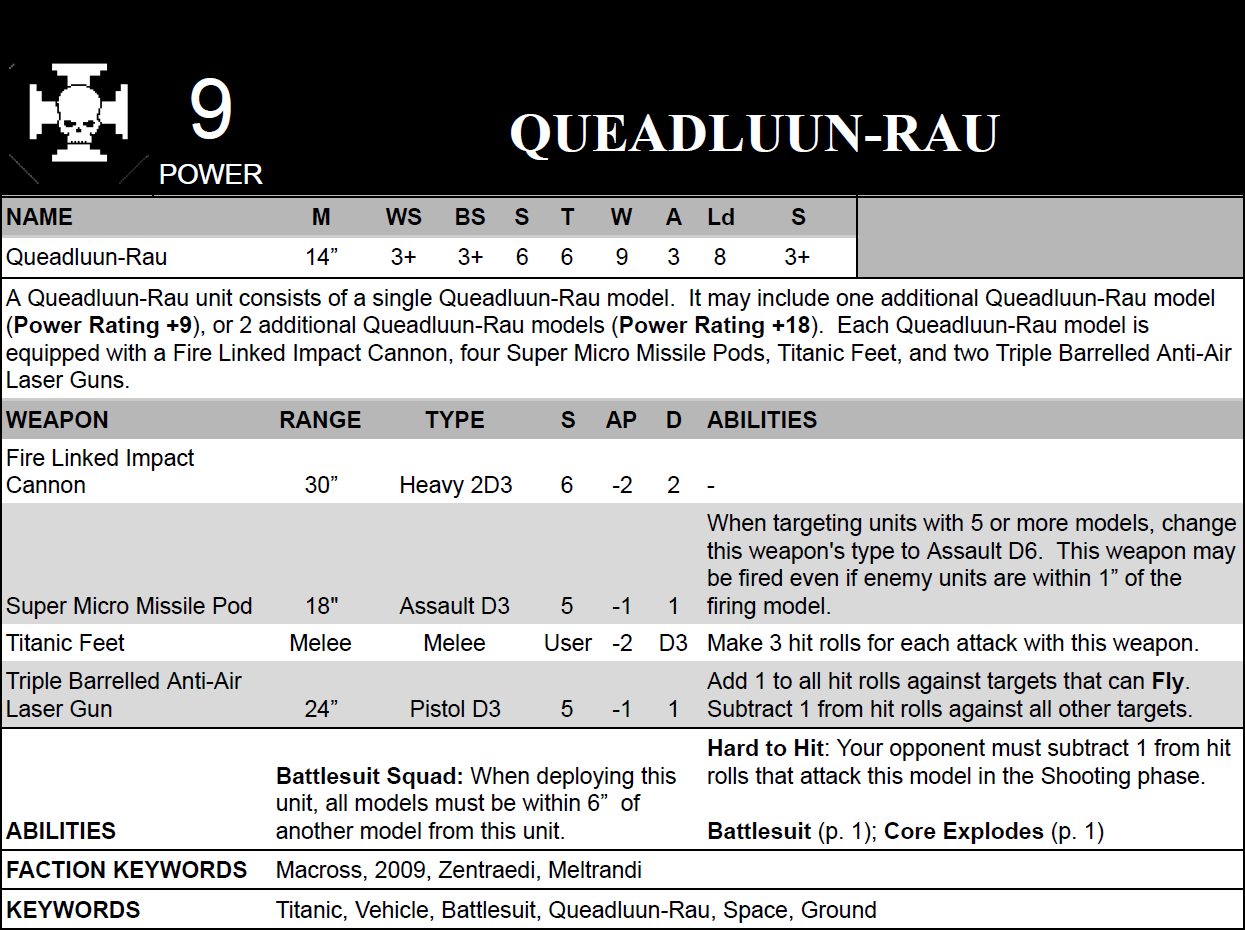 9
POWER
QUEADLUUN-RAU
NAME M WS BS S T W A Ld S
Queadluun-Rau 14” 3+ 3+ 6 6 9 3 8 3+
A Queadluun-Rau unit consists of a single Queadluun-Rau model. It may include one additional Queadluun-Rau model
(Power Rating +9), or 2 additional Queadluun-Rau models (Power Rating +18). Each Queadluun-Rau model is
equipped with a Fire Linked Impact Cannon, four Super Micro Missile Pods, Titanic Feet, and two Triple Barrelled Anti-Air
Laser Guns.
WEAPON RANGE TYPE S AP D ABILITIES
Fire Linked Impact
Cannon 30” Heavy 2D3 6 -2 2 -
When targeting units with 5 or more models, change
this weapon's type to Assault D6. This weapon may
be fired even if enemy units are within 1” of the
Super Micro Missile Pod 18" Assault D3 5 -1 1 firing model.
Titanic Feet Melee Melee User -2 D3 Make 3 hit rolls for each attack with this weapon.
Triple Barrelled Anti-Air Add 1 to all hit rolls against targets that can Fly.
Laser Gun 24” Pistol D3 5 -1 1 Subtract 1 from hit rolls against all other targets.
ABILITIES
Battlesuit Squad: When deploying this
unit, all models must be within 6” of
another model from this unit.
Hard to Hit: Your opponent must subtract 1 from hit
rolls that attack this model in the Shooting phase.
Battlesuit (p. 1); Core Explodes (p. 1)
FACTION KEYWORDS Macross, 2009, Zentraedi, Meltrandi
KEYWORDS Titanic, Vehicle, Battlesuit, Queadluun-Rau, Space, Ground